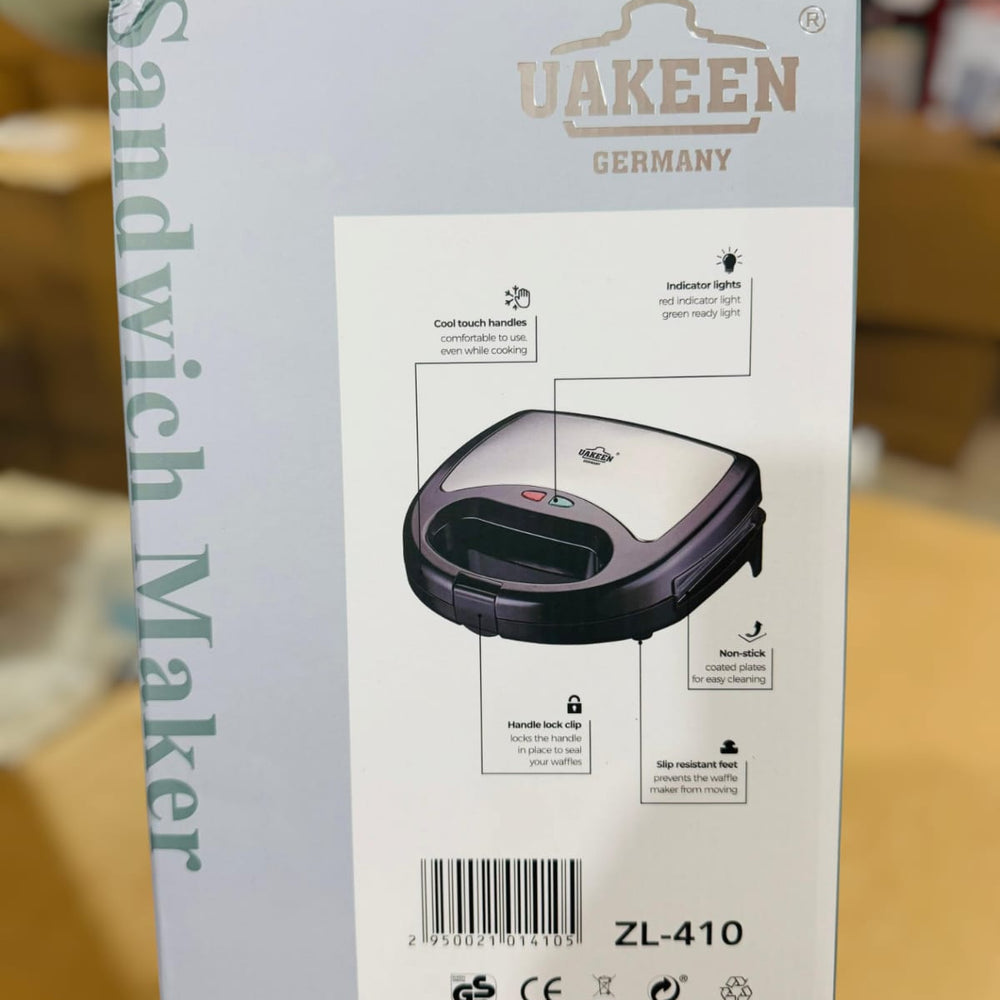 Sandwich Maker
®
UAKEEN
GERMANY
Indicator lights
red indicator light
green ready light
Cool touch handles
comfortable to use.
even while cooking
UAKEEN
GERMANY
Non-stick
coated plates
for easy cleaning
Handle lock clip
locks the handle
in place to seal
your waffles
Slip resistant feet
prevents the waffle
maker from moving
2 950021 014105
ZL-410
GS
CE
®